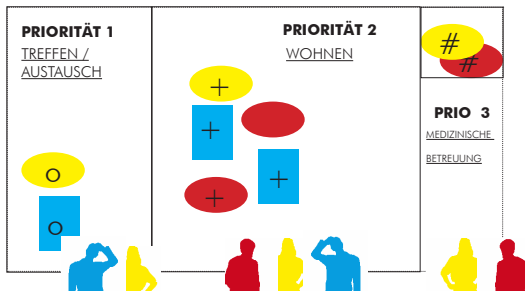 PRIORITÄT 1
TREFFEN /
AUSTAUSCH
o
o
PRIORITÄT 2
WOHNEN
+
+
+
+
#
#
PRIO 3
MEDIZINISCHE
BETREUUNG